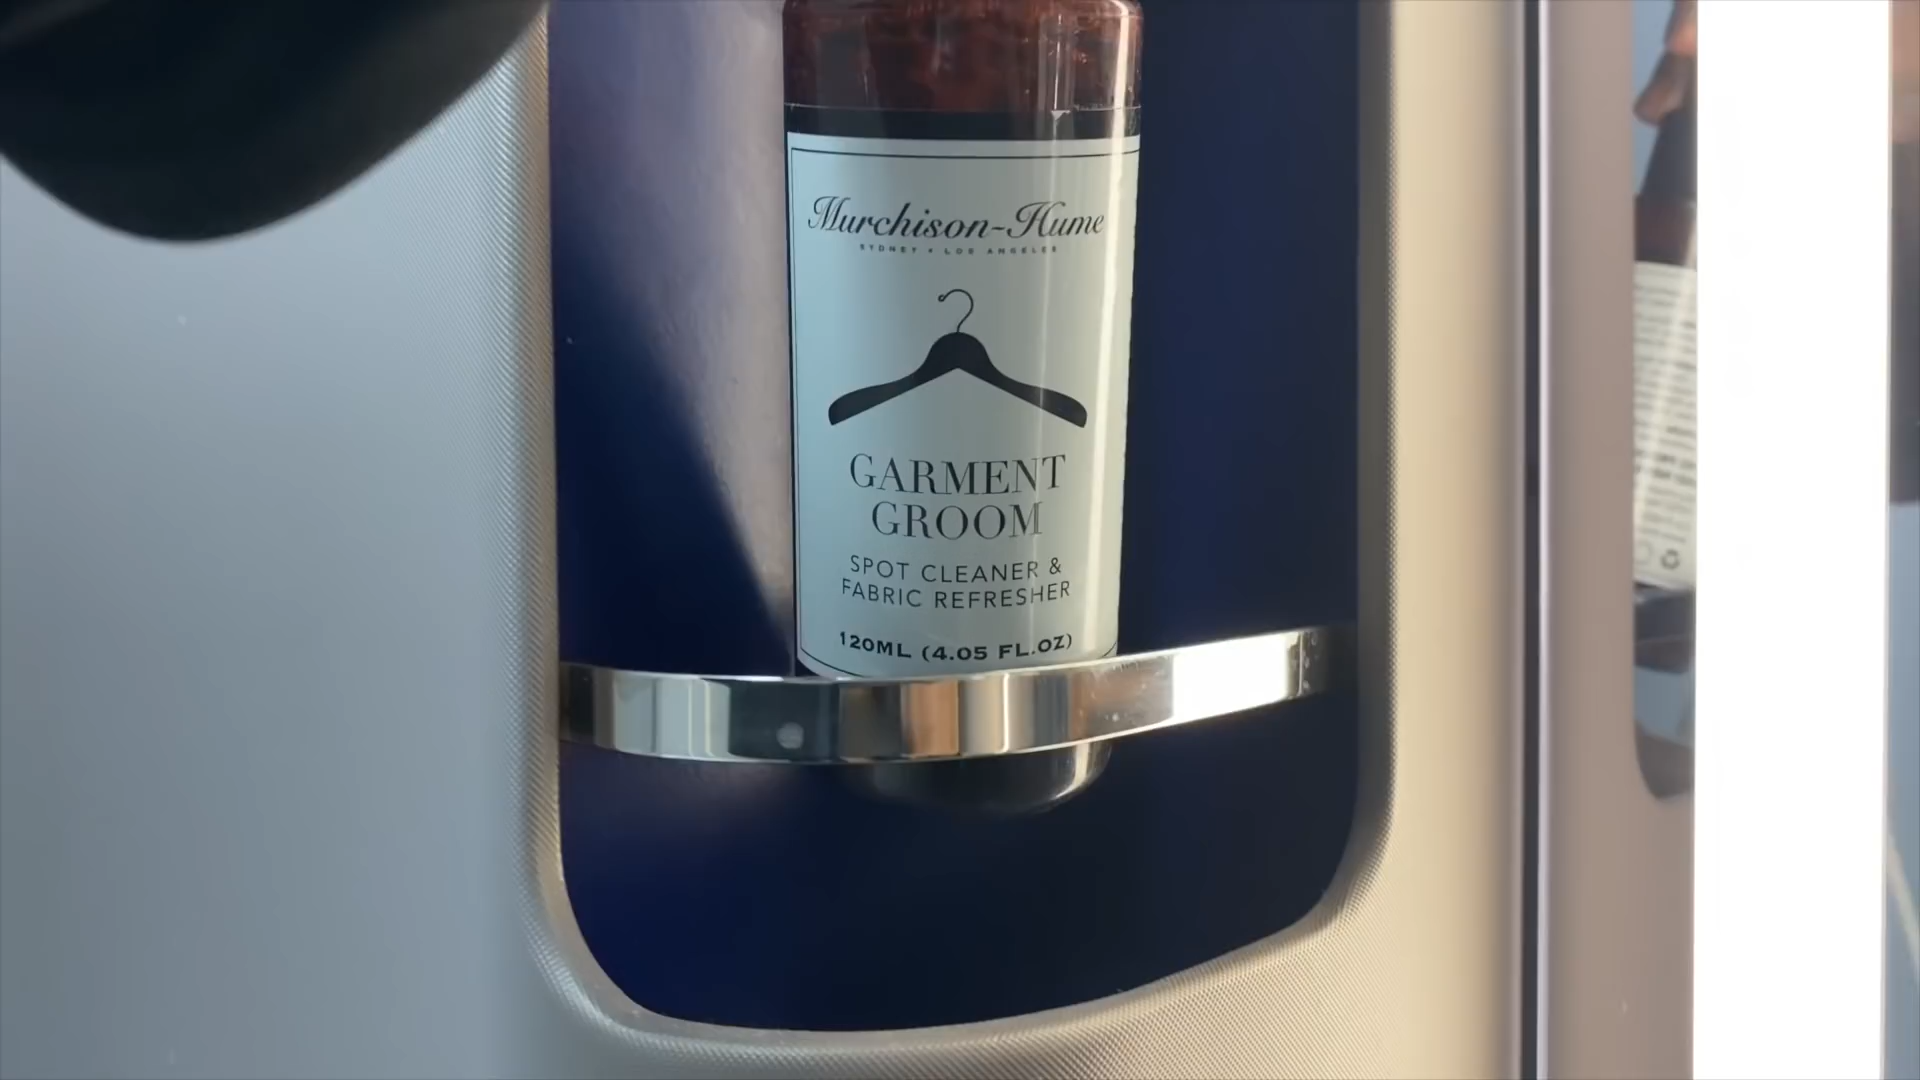 Murchison-Hume
SYDNEY • LOS ANGELES
GARMENT
GROOM
SPOT CLEANER &
FABRIC REFRESHER
120ML (4.05 FL.OZ)